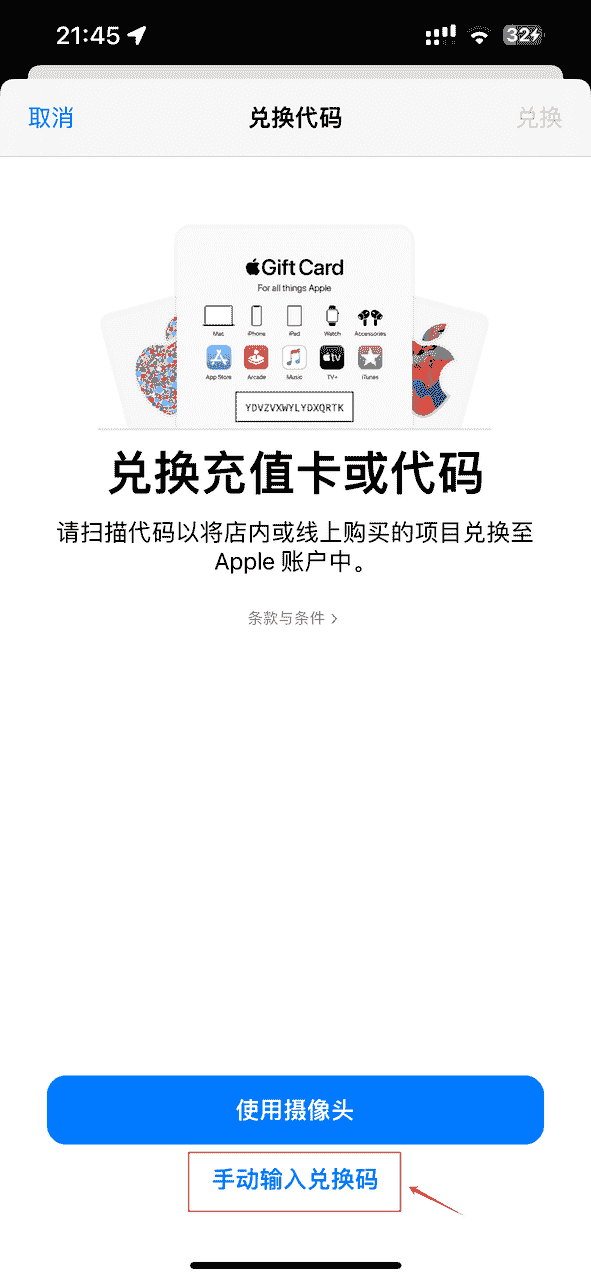 21:45
32
取消
兑换代码
兑换
Gift Card
For all things Apple
Mac iPhone iPad Watch Accessories
App Store Arcade Music TV+ iTunes
YDVZVXWYLYDXQRTK
兑换充值卡或代码
请扫描代码以将店内或线上购买的项目兑换至
Apple 账户中。
条款与条件
使用摄像头
手动输入兑换码